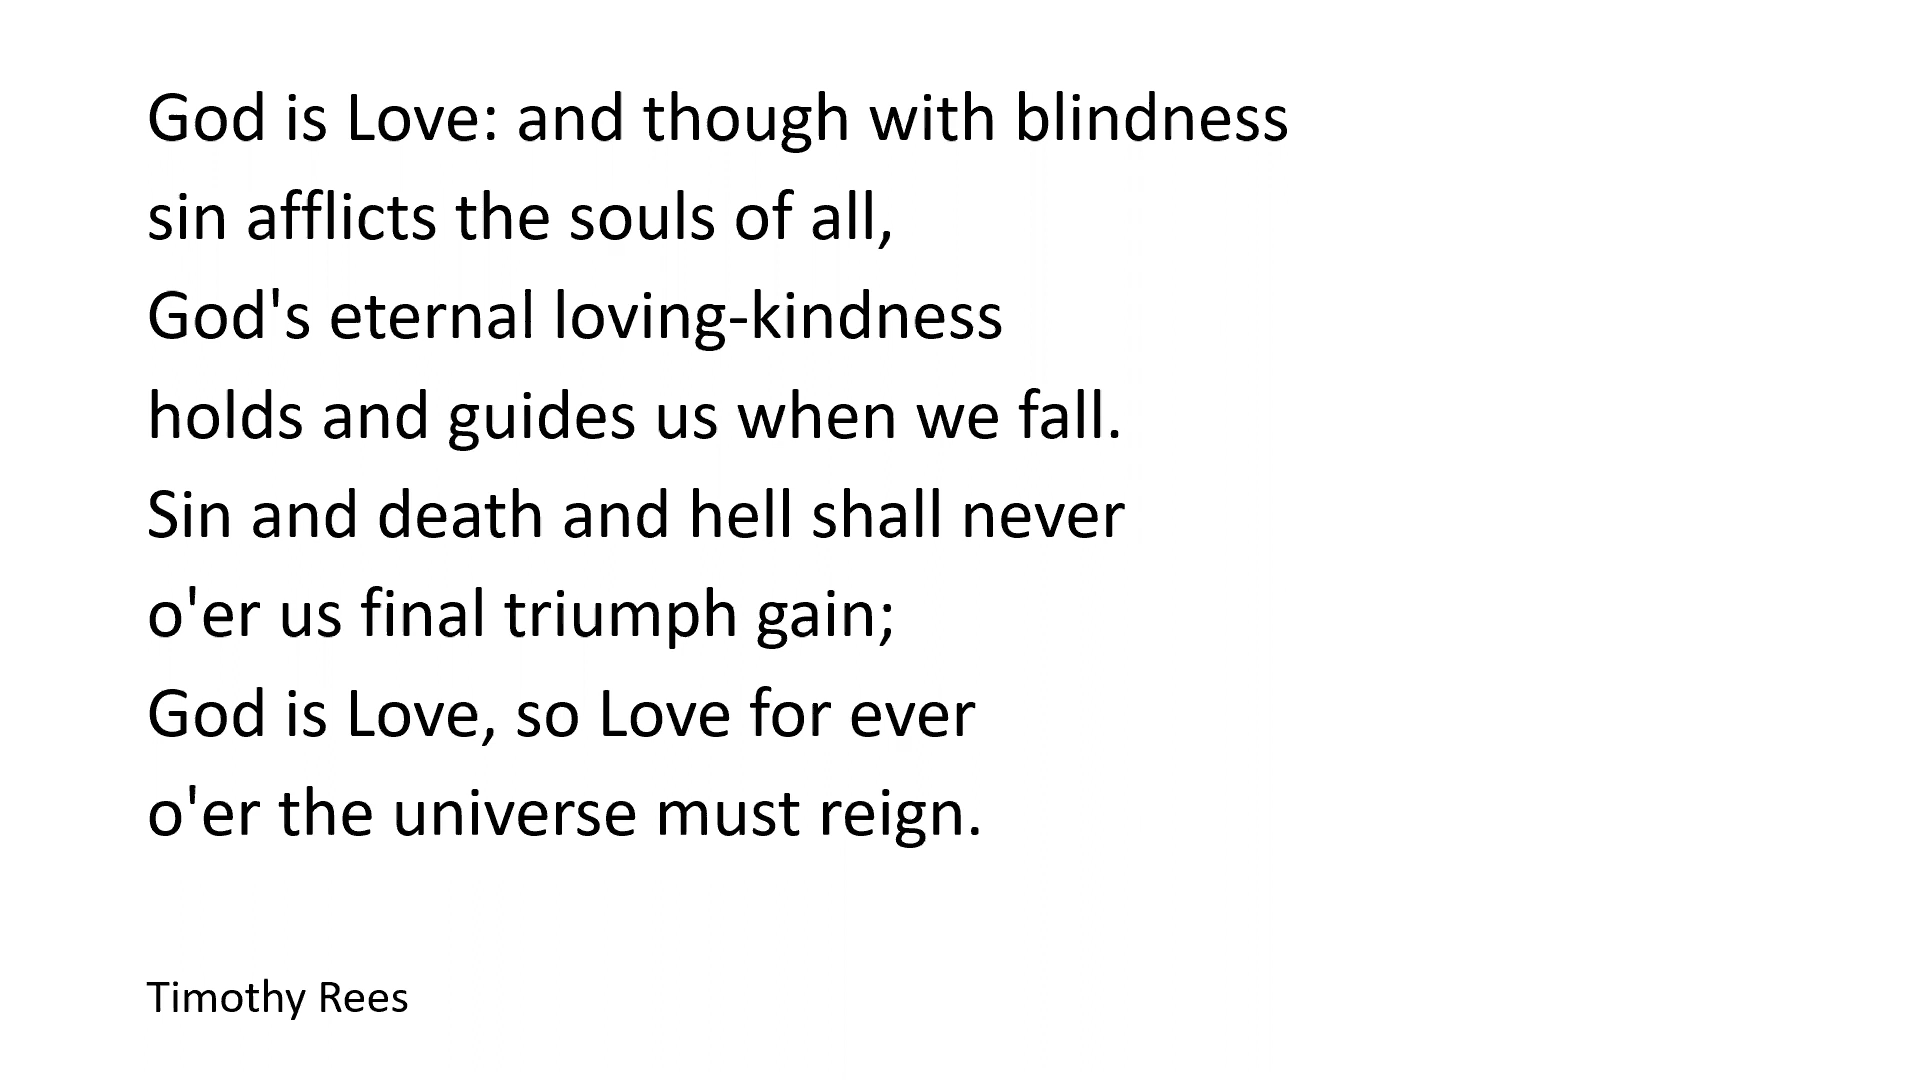 God is Love: and though with blindness
sin afflicts the souls of all,
God's eternal loving-kindness
holds and guides us when we fall.
Sin and death and hell shall never
o'er us final triumph gain;
God is Love, so Love for ever
o'er the universe must reign.
Timothy Rees